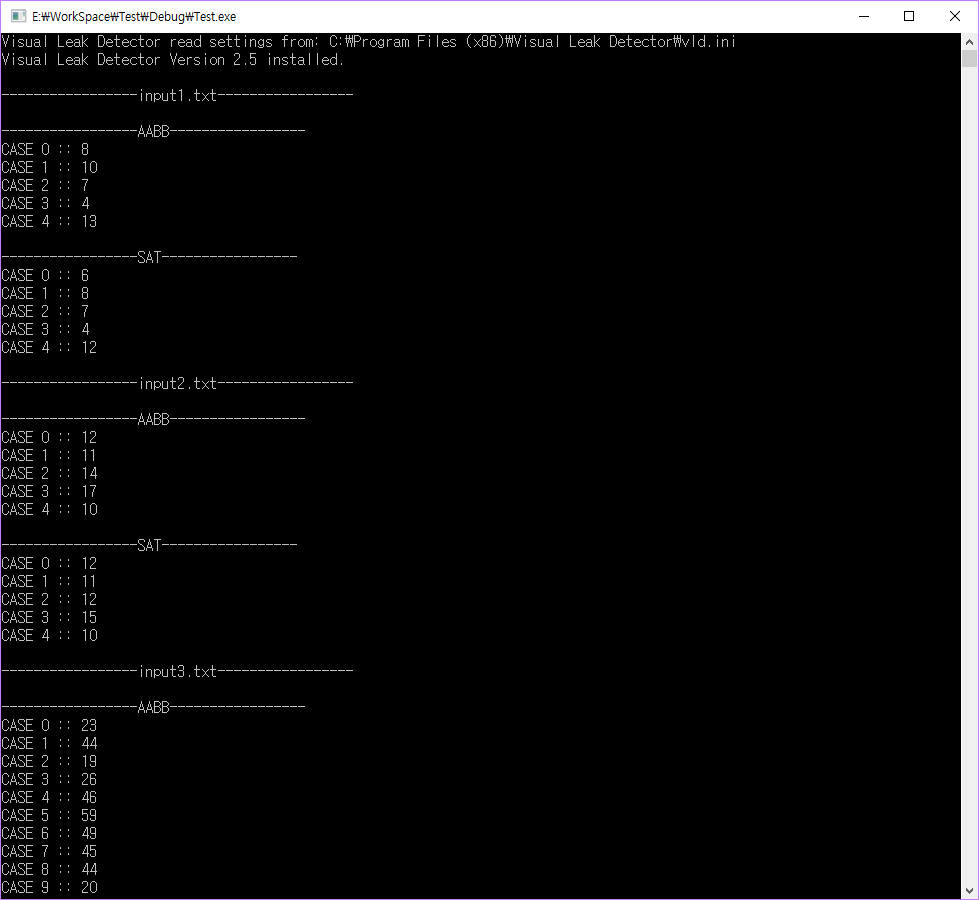 E:₩WorkSpace₩Test₩Debug₩Test.exe
Visual Leak Detector read settings from: C:₩Program Files (x86)₩Visual Leak Detector₩vld.ini
Visual Leak Detector Version 2.5 installed.
-----------------input1.txt-----------------
-----------------AABB-----------------
CASE 0 :: 8
CASE 1 :: 10
CASE 2 :: 7
CASE 3 :: 4
CASE 4 :: 13
-----------------SAT-----------------
CASE 0 :: 6
CASE 1 :: 8
CASE 2 :: 7
CASE 3 :: 4
CASE 4 :: 12
-----------------input2.txt-----------------
-----------------AABB-----------------
CASE 0 :: 12
CASE 1 :: 11
CASE 2 :: 14
CASE 3 :: 17
CASE 4 :: 10
-----------------SAT-----------------
CASE 0 :: 12
CASE 1 :: 11
CASE 2 :: 12
CASE 3 :: 15
CASE 4 :: 10
-----------------input3.txt-----------------
-----------------AABB-----------------
CASE 0 :: 23
CASE 1 :: 44
CASE 2 :: 19
CASE 3 :: 26
CASE 4 :: 46
CASE 5 :: 59
CASE 6 :: 49
CASE 7 :: 45
CASE 8 :: 44
CASE 9 :: 20